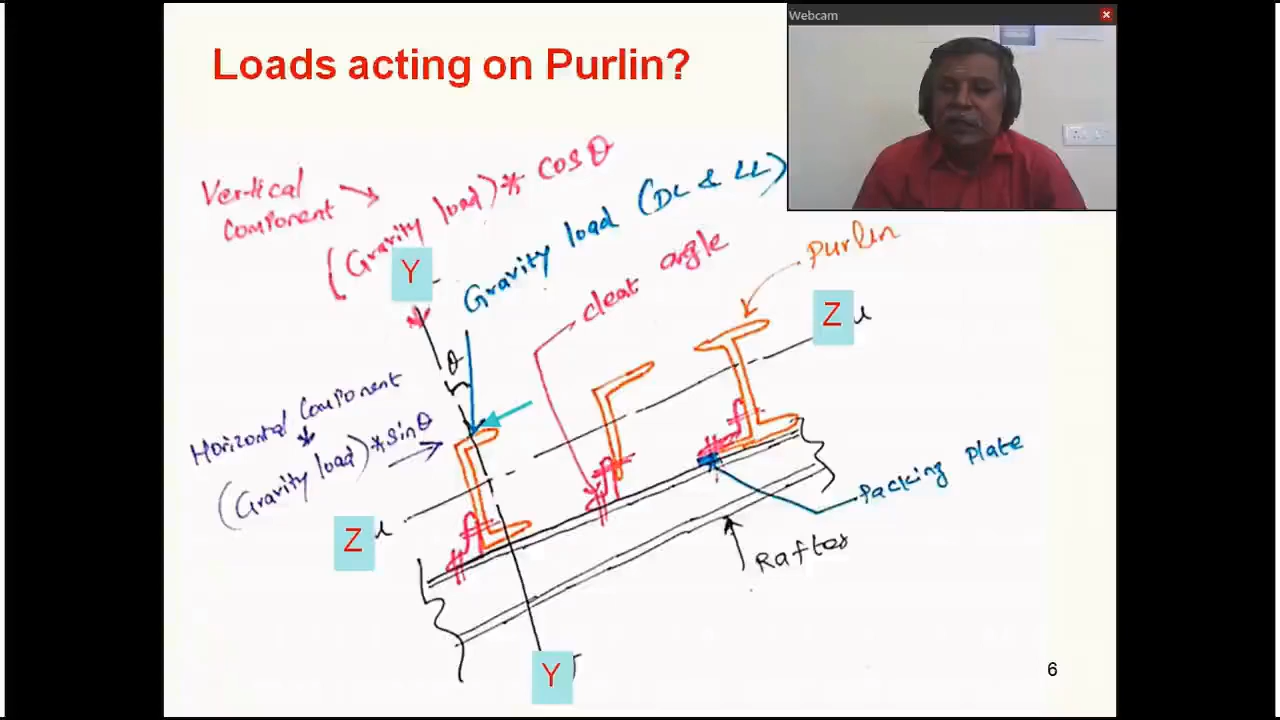 Webcam
Loads acting on Purlin?
Vertical
component
(Gravity load) * cos θ
Gravity load (DL & LL)
cleat angle
Purlin
Y
Z
u
θ
Horizontal Component
(Gravity load) * sin θ
Z
u
Packing Plate
Rafter
Y
6